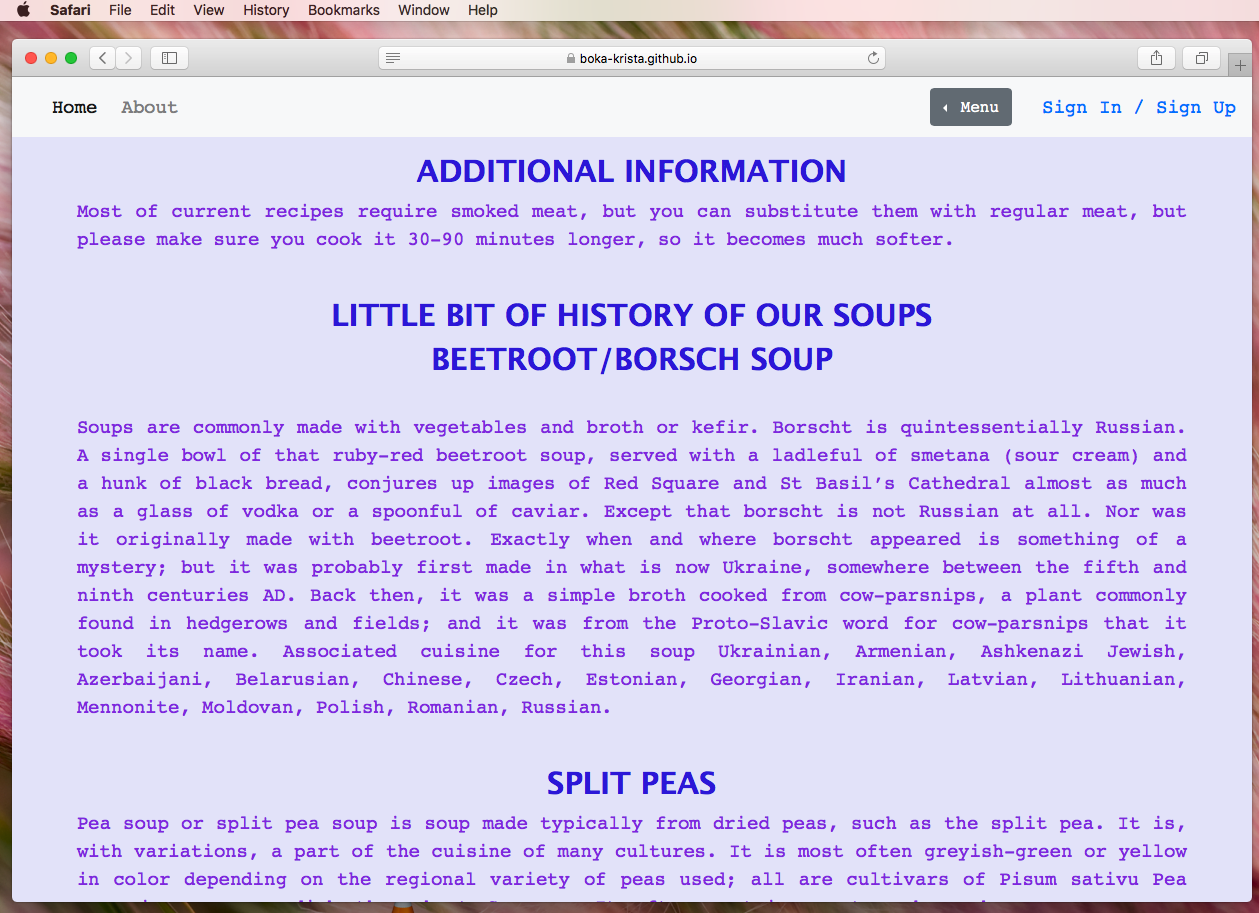 Safari File Edit View History Bookmarks Window Help
boka-krista.github.io
Home About Menu Sign In / Sign Up
ADDITIONAL INFORMATION
Most of current recipes require smoked meat, but you can substitute them with regular meat, but
please make sure you cook it 30-90 minutes longer, so it becomes much softer.
LITTLE BIT OF HISTORY OF OUR SOUPS
BEETROOT/BORSCH SOUP
Soups are commonly made with vegetables and broth or kefir. Borscht is quintessentially Russian.
A single bowl of that ruby-red beetroot soup, served with a ladleful of smetana (sour cream) and
a hunk of black bread, conjures up images of Red Square and St Basil’s Cathedral almost as much
as a glass of vodka or a spoonful of caviar. Except that borscht is not Russian at all. Nor was
it originally made with beetroot. Exactly when and where borscht appeared is something of a
mystery; but it was probably first made in what is now Ukraine, somewhere between the fifth and
ninth centuries AD. Back then, it was a simple broth cooked from cow-parsnips, a plant commonly
found in hedgerows and fields; and it was from the Proto-Slavic word for cow-parsnips that it
took its name. Associated cuisine for this soup Ukrainian, Armenian, Ashkenazi Jewish,
Azerbaijani, Belarusian, Chinese, Czech, Estonian, Georgian, Iranian, Latvian, Lithuanian,
Mennonite, Moldovan, Polish, Romanian, Russian.
SPLIT PEAS
Pea soup or split pea soup is soup made typically from dried peas, such as the split pea. It is,
with variations, a part of the cuisine of many cultures. It is most often greyish-green or yellow
in color depending on the regional variety of peas used; all are cultivars of Pisum sativu Pea